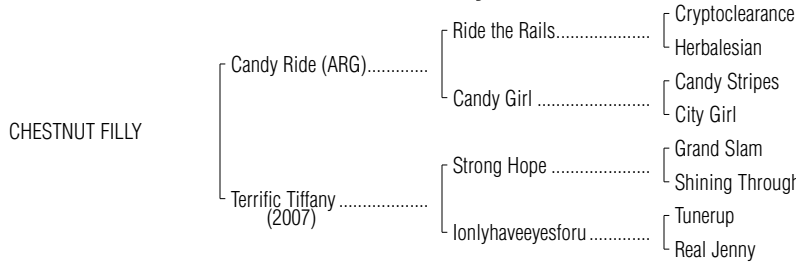 Cryptoclearance
Ride the Rails....................
Herbalesian
Candy Ride (ARG).............
Candy Stripes
Candy Girl ........................
City Girl
CHESTNUT FILLY
Grand Slam
Strong Hope .....................
Shining Through
Terrific Tiffany ...................
(2007)
Tunerup
Ionlyhaveeyesforu.............
Real Jenny